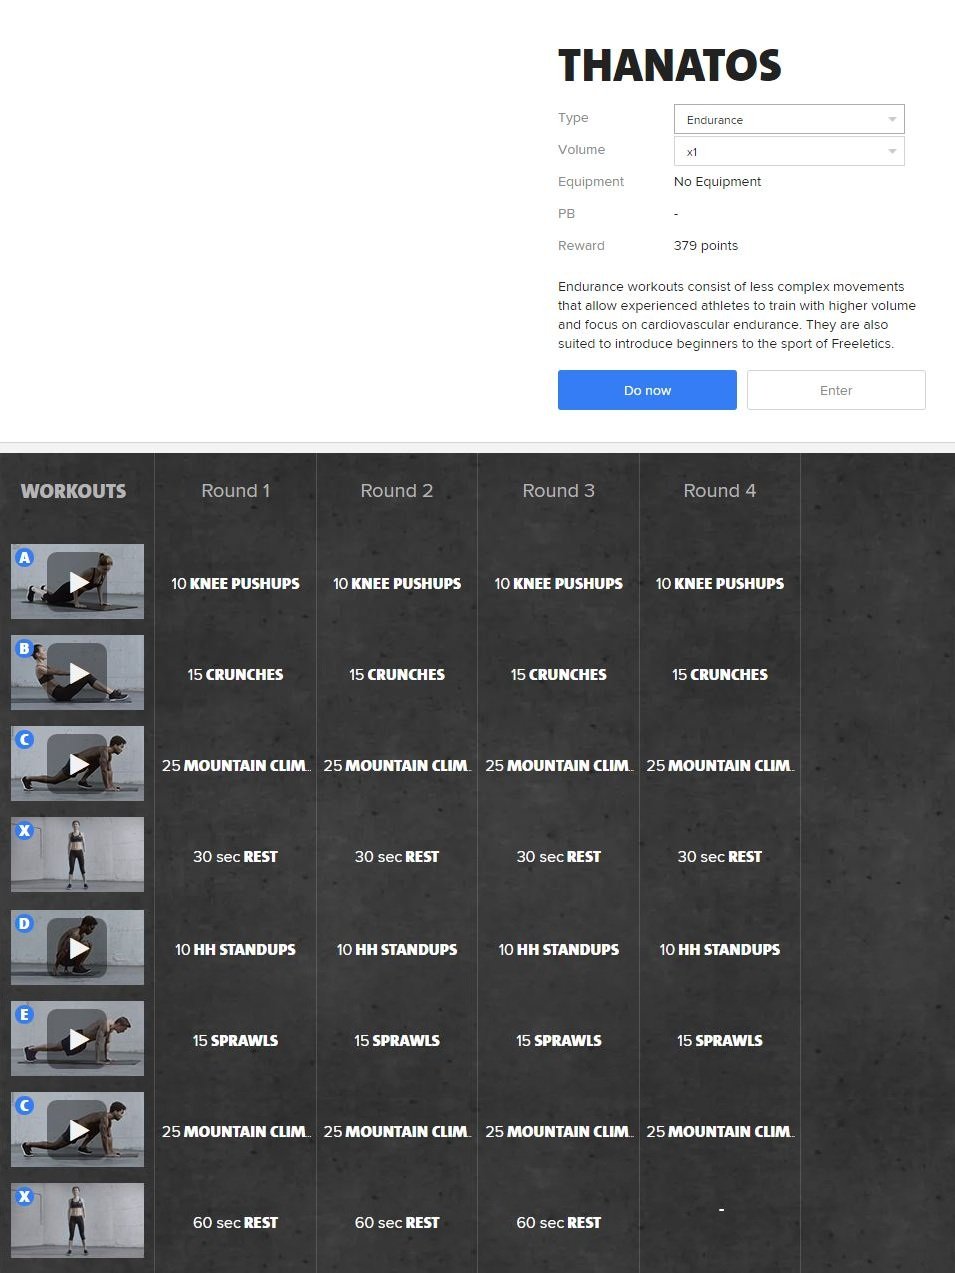 THANATOS
Type Endurance
Volume x1
Equipment No Equipment
PB -
Reward 379 points
Endurance workouts consist of less complex movements
that allow experienced athletes to train with higher volume
and focus on cardiovascular endurance. They are also
suited to introduce beginners to the sport of Freeletics.
Do now Enter
WORKOUTS Round 1 Round 2 Round 3 Round 4
A 10 KNEE PUSHUPS 10 KNEE PUSHUPS 10 KNEE PUSHUPS 10 KNEE PUSHUPS
B 15 CRUNCHES 15 CRUNCHES 15 CRUNCHES 15 CRUNCHES
C 25 MOUNTAIN CLIM... 25 MOUNTAIN CLIM... 25 MOUNTAIN CLIM... 25 MOUNTAIN CLIM...
X 30 sec REST 30 sec REST 30 sec REST 30 sec REST
D 10 HH STANDUPS 10 HH STANDUPS 10 HH STANDUPS 10 HH STANDUPS
E 15 SPRAWLS 15 SPRAWLS 15 SPRAWLS 15 SPRAWLS
C 25 MOUNTAIN CLIM... 25 MOUNTAIN CLIM... 25 MOUNTAIN CLIM... 25 MOUNTAIN CLIM...
X 60 sec REST 60 sec REST 60 sec REST -